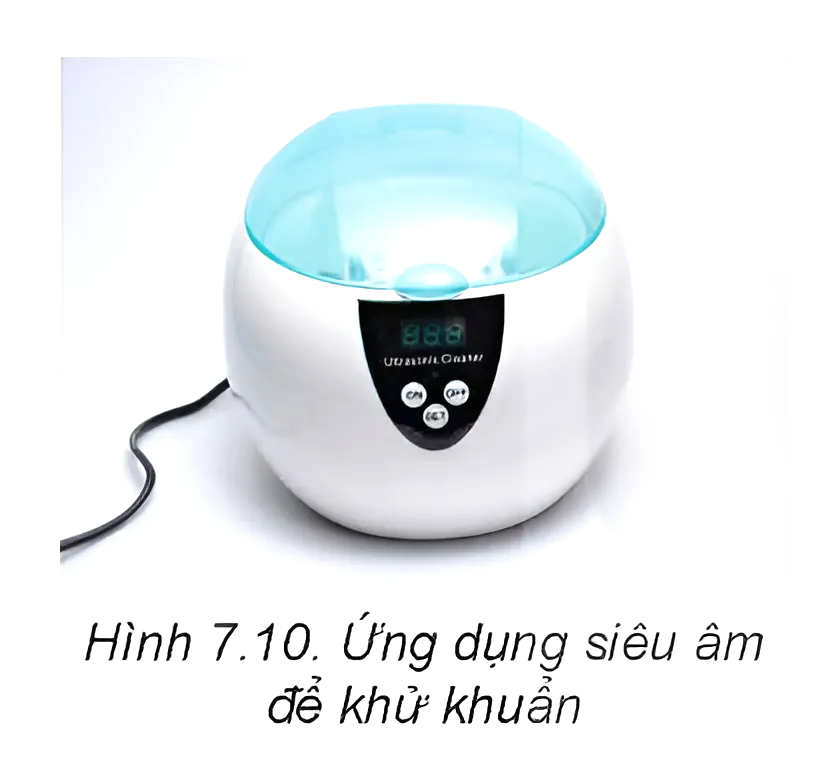 Hình 7.10. Ứng dụng siêu âm
để khử khuẩn